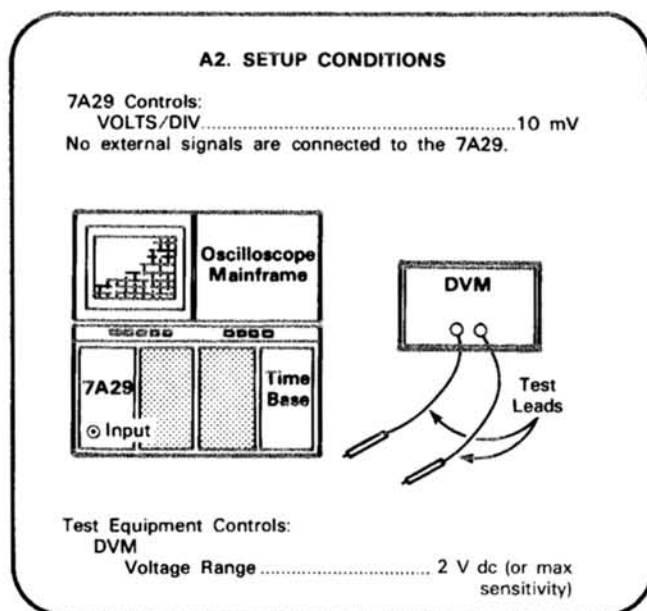 A2. SETUP CONDITIONS
7A29 Controls:
VOLTS/DIV.......................................................10 mV
No external signals are connected to the 7A29.
Oscilloscope
Mainframe
DVM
7A29
Time
Base
Input
Test
Leads
Test Equipment Controls:
DVM
Voltage Range ............................... 2 V dc (or max
sensitivity)